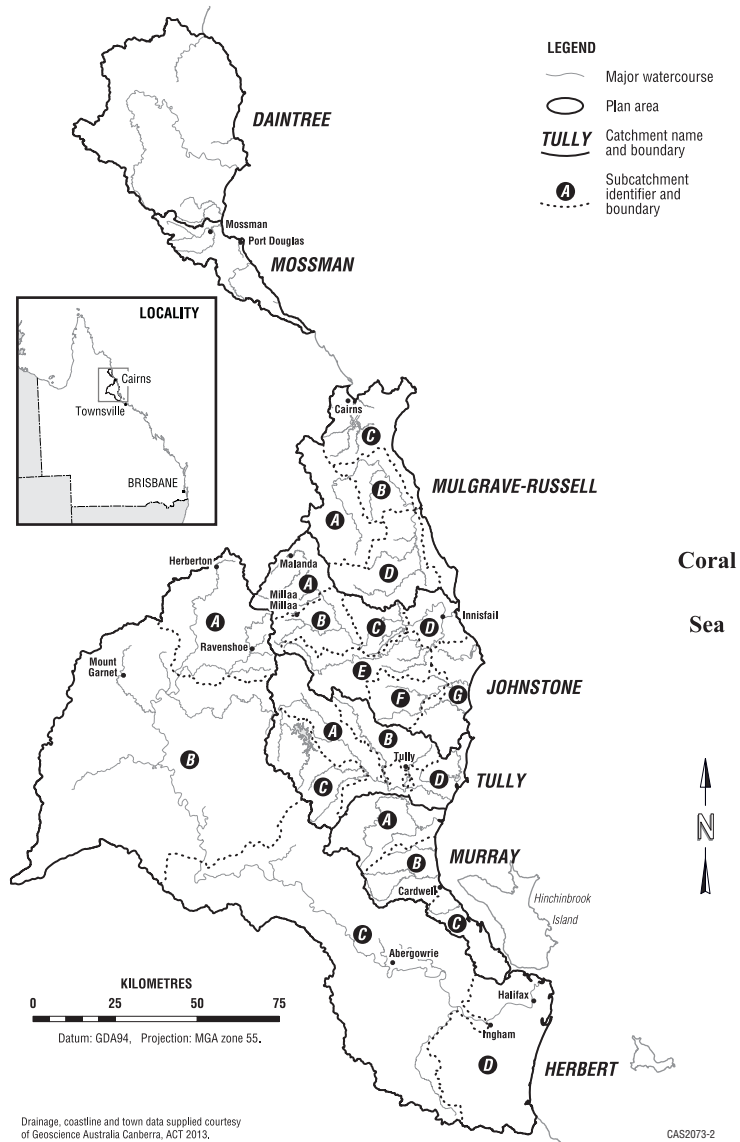 LEGEND
Major watercourse
Plan area
TULLY
Catchment name
and boundary
A
Subcatchment
identifier and
boundary
DAINTREE
Mossman
Port Douglas
MOSSMAN
LOCALITY
Cairns
Townsville
BRISBANE
Cairns
C
MULGRAVE-RUSSELL
B
A
D
Coral
Sea
Herberton
Malanda
A
Millaa
Millaa
B
C
D
Innisfail
A
Ravenshoe
E
Mount
Garnet
F
G
JOHNSTONE
A
B
B
Tully
C
D
TULLY
A
N
B
MURRAY
Cardwell
Hinchinbrook
Island
C
C
Abergowrie
KILOMETRES
0 25 50 75
Datum: GDA94, Projection: MGA zone 55.
Halifax
Ingham
D
HERBERT
Drainage, coastline and town data supplied courtesy
of Geoscience Australia Canberra, ACT 2013.
CAS2073-2